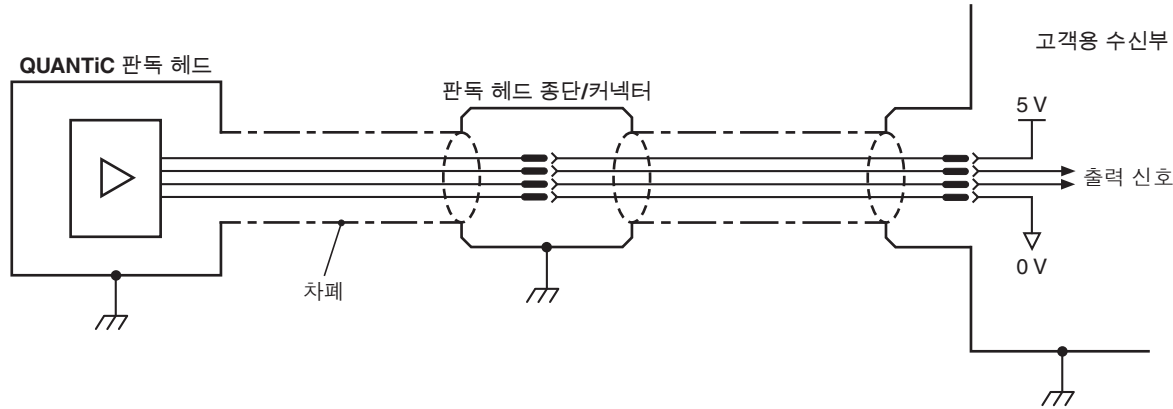 고객용 수신부
QUANTiC 판독 헤드
판독 헤드 종단/커넥터
5 V
출력 신호
0 V
차폐